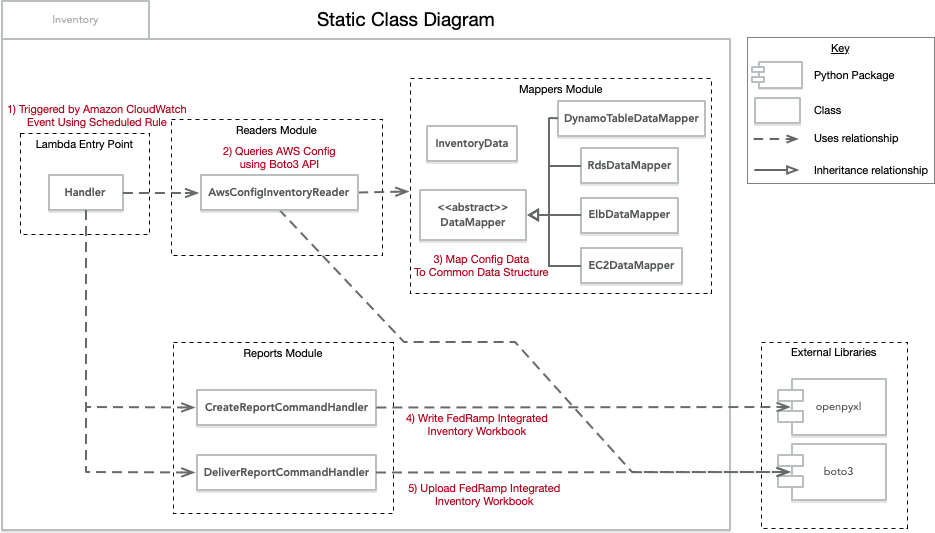 Inventory
Static Class Diagram
Key
Python Package
Class
Uses relationship
Inheritance relationship
1) Triggered by Amazon CloudWatch
Event Using Scheduled Rule
Lambda Entry Point
Handler
Readers Module
2) Queries AWS Config
using Boto3 API
AwsConfigInventoryReader
Mappers Module
InventoryData
<<abstract>>
DataMapper
DynamoTableDataMapper
RdsDataMapper
ElbDataMapper
EC2DataMapper
3) Map Config Data
To Common Data Structure
Reports Module
CreateReportCommandHandler
4) Write FedRamp Integrated
Inventory Workbook
DeliverReportCommandHandler
5) Upload FedRamp Integrated
Inventory Workbook
External Libraries
openpyxl
boto3